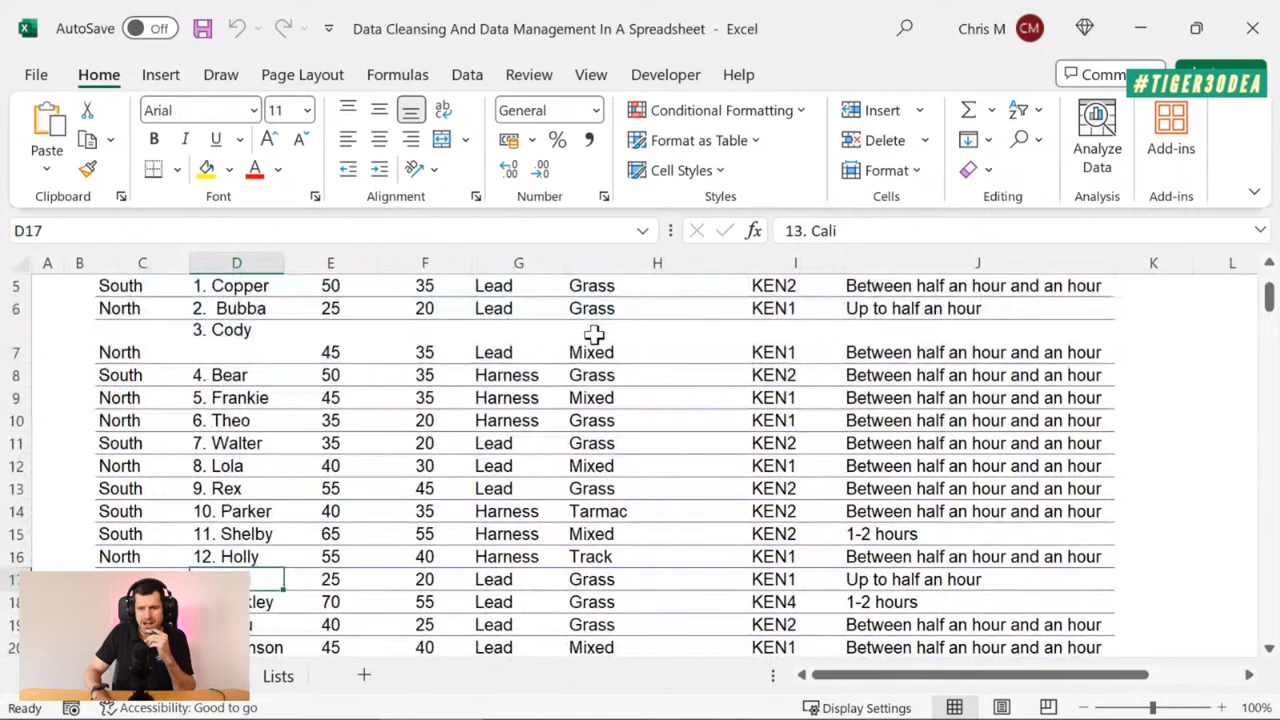 AutoSave Off Data Cleansing And Data Management In A Spreadsheet - Excel Chris M CM
File Home Insert Draw Page Layout Formulas Data Review View Developer Help Comm
#TIGER30DEA
Paste Arial 11 General Conditional Formatting Insert Analyze Data Add-ins
B I U A A A Format as Table Delete
Cell Styles Format
Clipboard Font Alignment Number Styles Cells Editing Analysis Add-ins
D17 fx 13. Cali
A B C D E F G H I J K L
5 South 1. Copper 50 35 Lead Grass KEN2 Between half an hour and an hour
6 North 2. Bubba 25 20 Lead Grass KEN1 Up to half an hour
3. Cody
7 North 45 35 Lead Mixed KEN1 Between half an hour and an hour
8 South 4. Bear 50 35 Harness Grass KEN2 Between half an hour and an hour
9 North 5. Frankie 45 35 Harness Mixed KEN1 Between half an hour and an hour
10 North 6. Theo 35 20 Harness Grass KEN1 Between half an hour and an hour
11 South 7. Walter 35 20 Lead Grass KEN2 Between half an hour and an hour
12 North 8. Lola 40 30 Lead Mixed KEN1 Between half an hour and an hour
13 South 9. Rex 55 45 Lead Grass KEN2 Between half an hour and an hour
14 South 10. Parker 40 35 Harness Tarmac KEN2 Between half an hour and an hour
15 South 11. Shelby 65 55 Harness Mixed KEN2 1-2 hours
16 North 12. Holly 55 40 Harness Track KEN1 Between half an hour and an hour
25 20 Lead Grass KEN1 Up to half an hour
18 kley 70 55 Lead Grass KEN4 1-2 hours
19 40 25 Lead Grass KEN2 Between half an hour and an hour
20 nson 45 40 Lead Mixed KEN1 Between half an hour and an hour
Lists
Ready Accessibility: Good to go Display Settings 100%